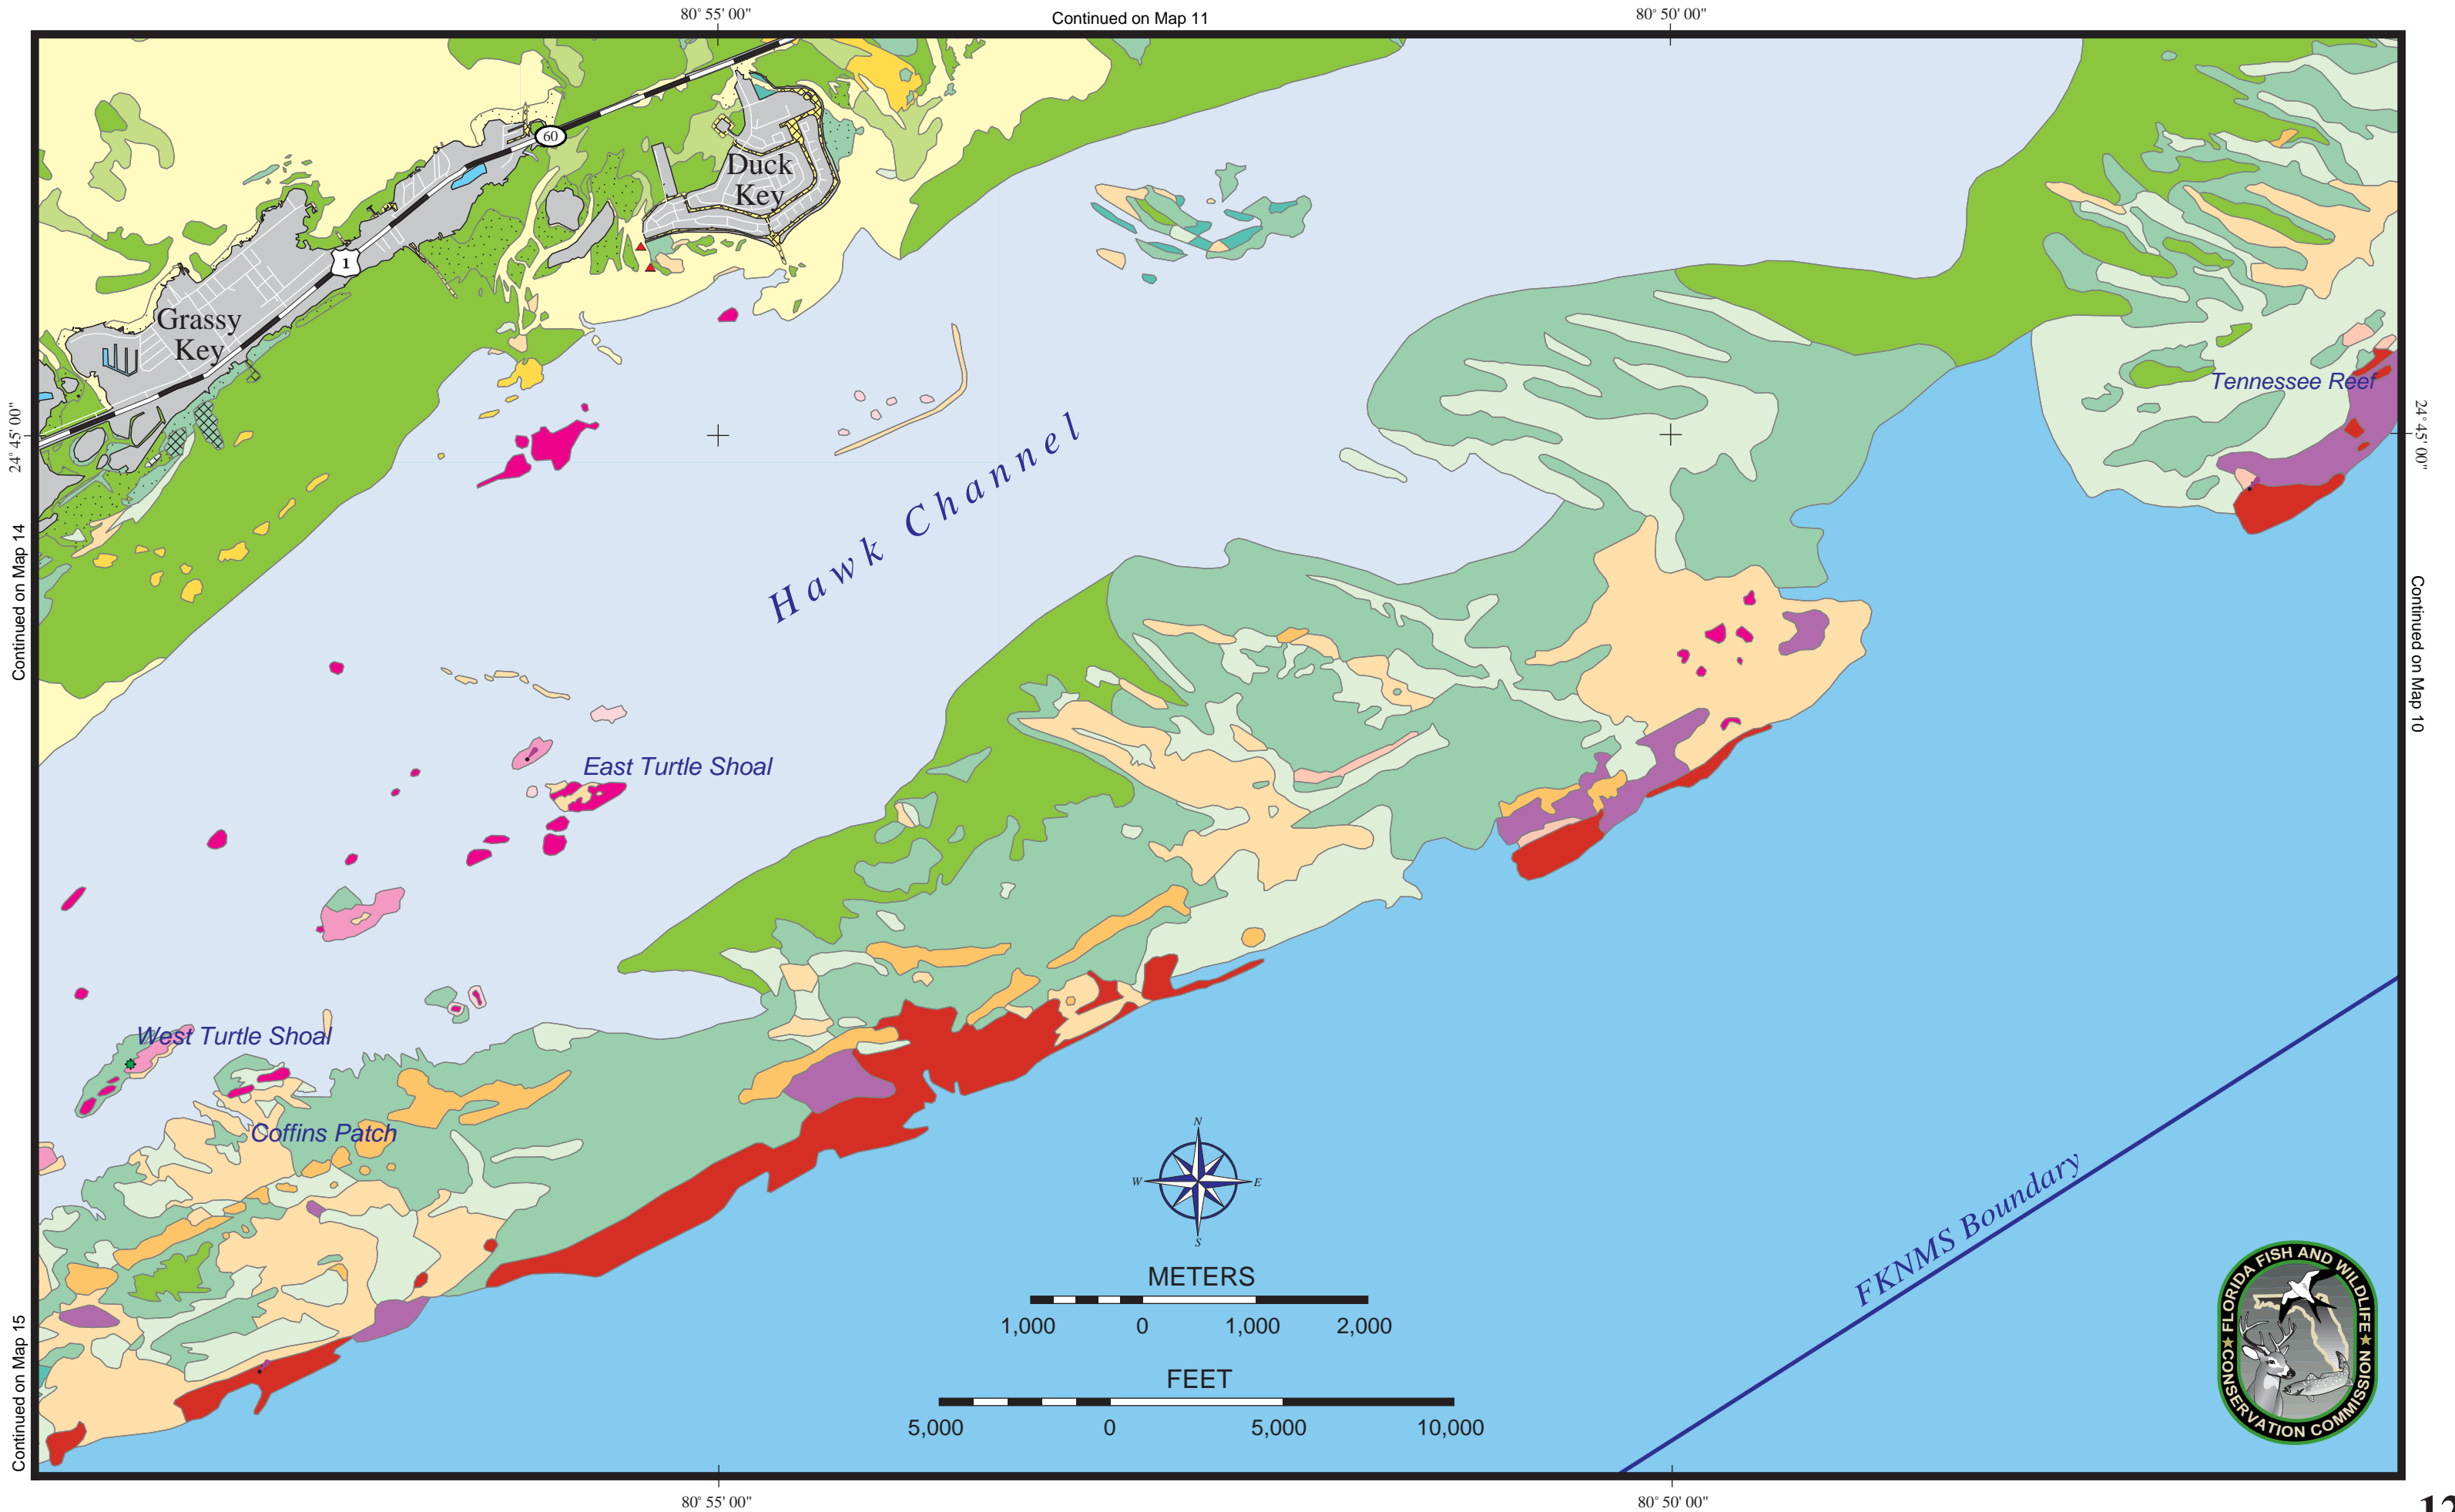 80° 55' 00"
Continued on Map 11
80° 50' 00"
60
Duck
Key
1
Grassy
Key
24° 45' 00"
Tennessee Reef
24° 45' 00"
Hawk Channel
Continued on Map 14
Continued on Map 10
East Turtle Shoal
West Turtle Shoal
Coffins Patch
N
W
E
S
FKNMS Boundary
METERS
1,000 0 1,000 2,000
FEET
5,000 0 5,000 10,000
FLORIDA FISH AND WILDLIFE
CONSERVATION COMMISSION
Continued on Map 15
80° 55' 00"
80° 50' 00"